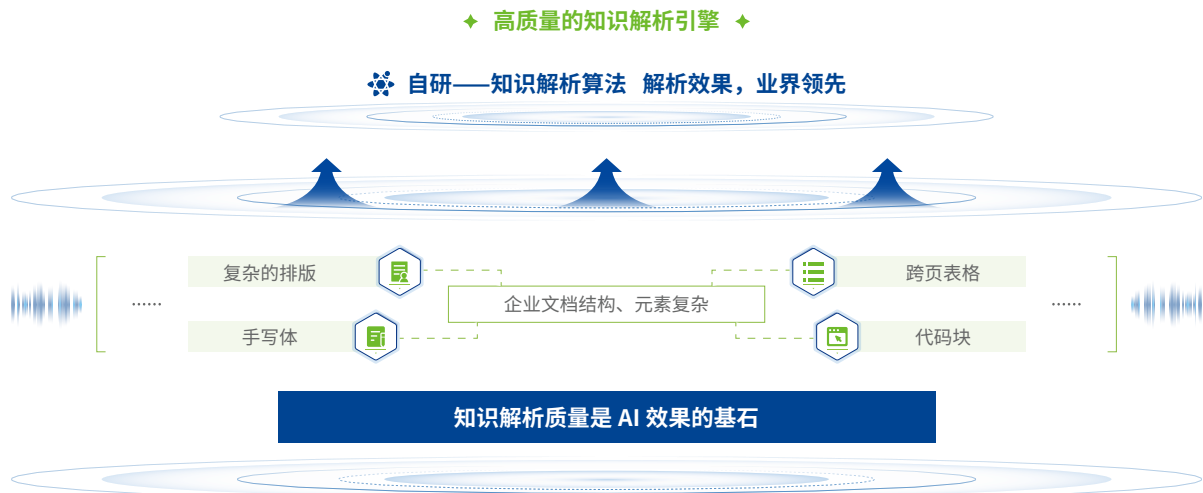 高质量的知识解析引擎
自研——知识解析算法 解析效果，业界领先
复杂的排版
跨页表格
......
企业文档结构、元素复杂
......
手写体
代码块
知识解析质量是 AI 效果的基石